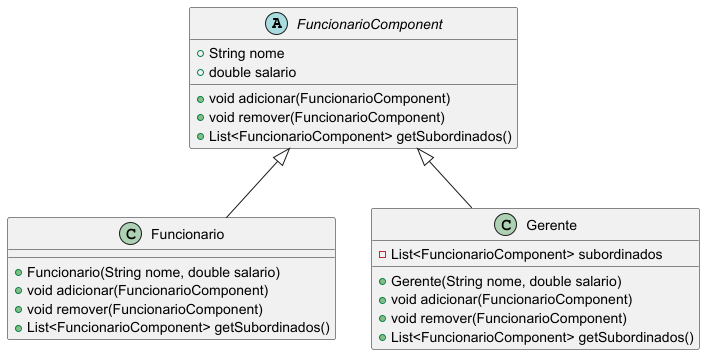 A FuncionarioComponent
String nome
double salario
void adicionar(FuncionarioComponent)
void remover(FuncionarioComponent)
List<FuncionarioComponent> getSubordinados()
C Funcionario
Funcionario(String nome, double salario)
void adicionar(FuncionarioComponent)
void remover(FuncionarioComponent)
List<FuncionarioComponent> getSubordinados()
C Gerente
List<FuncionarioComponent> subordinados
Gerente(String nome, double salario)
void adicionar(FuncionarioComponent)
void remover(FuncionarioComponent)
List<FuncionarioComponent> getSubordinados()